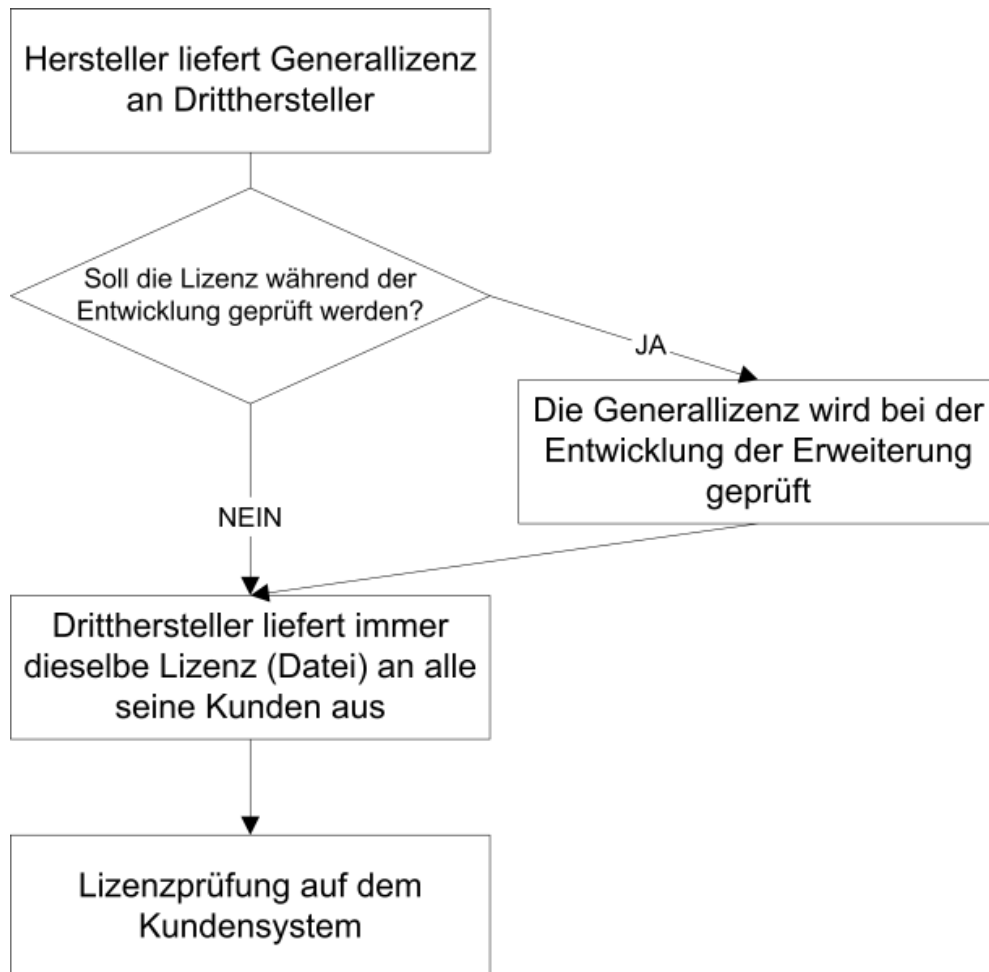 Hersteller liefert Generallizenz
an Dritthersteller
Soll die Lizenz während der
Entwicklung geprüft werden?
JA
Die Generallizenz wird bei der
Entwicklung der Erweiterung
geprüft
NEIN
Dritthersteller liefert immer
dieselbe Lizenz (Datei) an alle
seine Kunden aus
Lizenzprüfung auf dem
Kundensystem